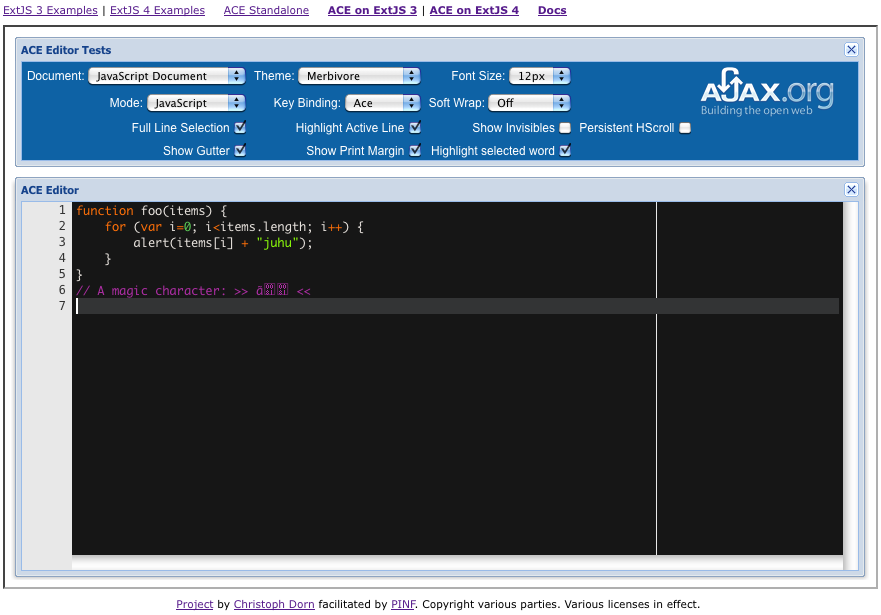 ExtJS 3 Examples | ExtJS 4 Examples ACE Standalone ACE on ExtJS 3 | ACE on ExtJS 4 Docs
ACE Editor Tests
Document: JavaScript Document Theme: Merbivore Font Size: 12px
Mode: JavaScript Key Binding: Ace Soft Wrap: Off
Full Line Selection Highlight Active Line Show Invisibles Persistent HScroll
Show Gutter Show Print Margin Highlight selected word
AJAX.org
Building the open web
ACE Editor
1 function foo(items) {
2     for (var i=0; i<items.length; i++) {
3         alert(items[i] + "juhu");
4     }
5 }
6 // A magic character: >> ā <<
7
Project by Christoph Dorn facilitated by PINF. Copyright various parties. Various licenses in effect.